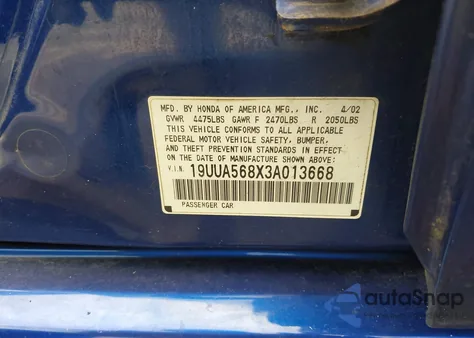 MFD. BY HONDA OF AMERICA MFG., INC. 4/02
GVWR 4475LBS GAWR F 2470LBS R 2050LBS
THIS VEHICLE CONFORMS TO ALL APPLICABLE
FEDERAL MOTOR VEHICLE SAFETY, BUMPER,
AND THEFT PREVENTION STANDARDS IN EFFECT
ON THE DATE OF MANUFACTURE SHOWN ABOVE.
V.I.N. 19UUA568X3A013668
PASSENGER CAR
autoSnap